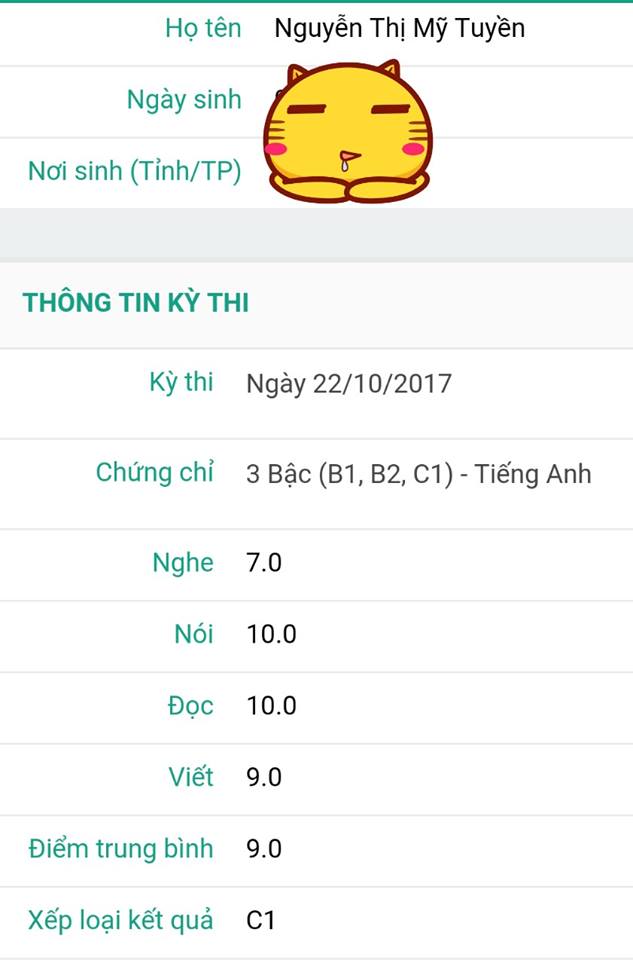 Họ tên Nguyễn Thị Mỹ Tuyền
Ngày sinh
Nơi sinh (Tỉnh/TP)
THÔNG TIN KỲ THI
Kỳ thi Ngày 22/10/2017
Chứng chỉ 3 Bậc (B1, B2, C1) - Tiếng Anh
Nghe 7.0
Nói 10.0
Đọc 10.0
Viết 9.0
Điểm trung bình 9.0
Xếp loại kết quả C1